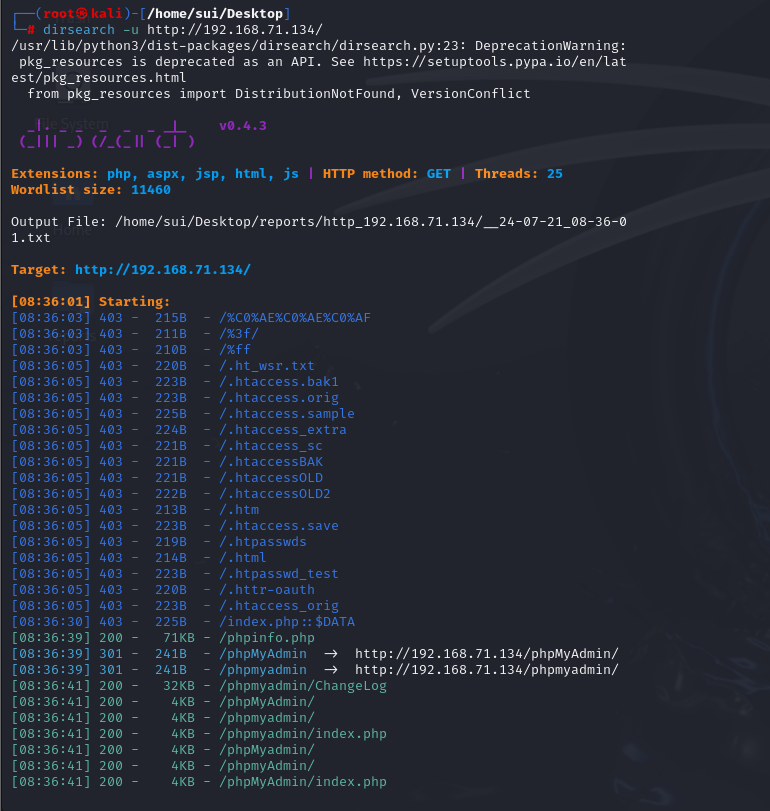 ┌──(root㉿kali)-[/home/sui/Desktop]
└─# dirsearch -u http://192.168.71.134/
/usr/lib/python3/dist-packages/dirsearch/dirsearch.py:23: DeprecationWarning:
 pkg_resources is deprecated as an API. See https://setuptools.pypa.io/en/lat
est/pkg_resources.html
  from pkg_resources import DistributionNotFound, VersionConflict

  _|. _ _  _  _  _ _|_    v0.4.3
 (_||| _) (/_(_|| (_| )

Extensions: php, aspx, jsp, html, js | HTTP method: GET | Threads: 25
Wordlist size: 11460

Output File: /home/sui/Desktop/reports/http_192.168.71.134/__24-07-21_08-36-0
1.txt

Target: http://192.168.71.134/

[08:36:01] Starting:
[08:36:03] 403 -  215B  - /%C0%AE%C0%AE%C0%AF
[08:36:03] 403 -  211B  - /%3f/
[08:36:03] 403 -  210B  - /%ff
[08:36:05] 403 -  220B  - /.ht_wsr.txt
[08:36:05] 403 -  223B  - /.htaccess.bak1
[08:36:05] 403 -  223B  - /.htaccess.orig
[08:36:05] 403 -  225B  - /.htaccess.sample
[08:36:05] 403 -  224B  - /.htaccess_extra
[08:36:05] 403 -  221B  - /.htaccess_sc
[08:36:05] 403 -  221B  - /.htaccessBAK
[08:36:05] 403 -  221B  - /.htaccessOLD
[08:36:05] 403 -  222B  - /.htaccessOLD2
[08:36:05] 403 -  213B  - /.htm
[08:36:05] 403 -  223B  - /.htaccess.save
[08:36:05] 403 -  219B  - /.htpasswds
[08:36:05] 403 -  214B  - /.html
[08:36:05] 403 -  223B  - /.htpasswd_test
[08:36:05] 403 -  220B  - /.httr-oauth
[08:36:05] 403 -  223B  - /.htaccess_orig
[08:36:30] 403 -  225B  - /index.php::$DATA
[08:36:39] 200 -   71KB - /phpinfo.php
[08:36:39] 301 -  241B  - /phpMyAdmin  ->  http://192.168.71.134/phpMyAdmin/
[08:36:39] 301 -  241B  - /phpmyadmin  ->  http://192.168.71.134/phpmyadmin/
[08:36:41] 200 -   32KB - /phpmyadmin/ChangeLog
[08:36:41] 200 -    4KB - /phpMyAdmin/
[08:36:41] 200 -    4KB - /phpmyadmin/
[08:36:41] 200 -    4KB - /phpmyadmin/index.php
[08:36:41] 200 -    4KB - /phpMyAdmin/
[08:36:41] 200 -    4KB - /phpMyAdmin/index.php